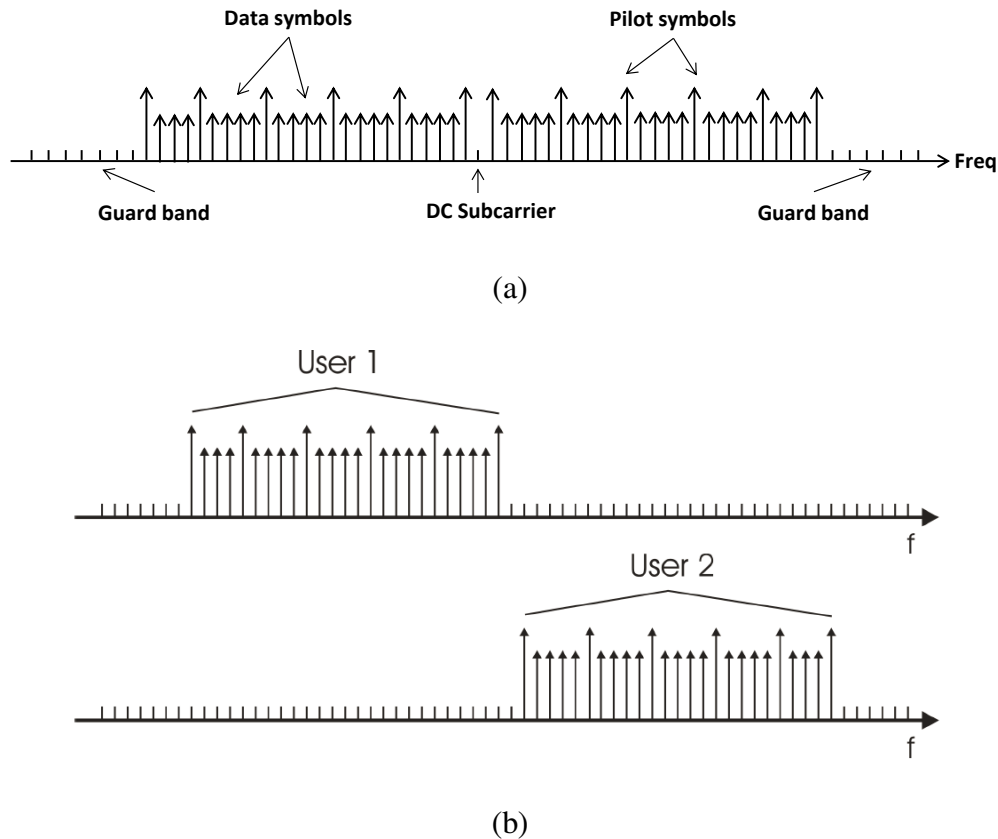 Data symbols
Pilot symbols
Freq
Guard band
DC Subcarrier
Guard band
(a)
User 1
f
User 2
f
(b)